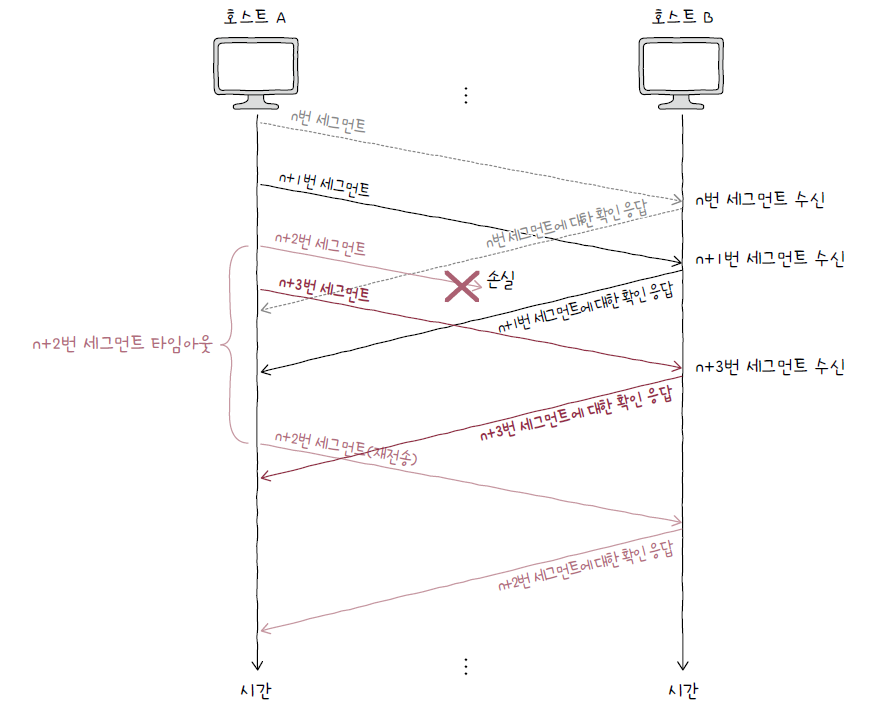 호스트 A
호스트 B
⋮
n번 세그먼트
n+1번 세그먼트
n번 세그먼트 수신
n번 세그먼트에 대한 확인 응답
n+2번 세그먼트
n+1번 세그먼트 수신
손실
n+3번 세그먼트
n+1번 세그먼트에 대한 확인 응답
n+2번 세그먼트 타임아웃
n+3번 세그먼트 수신
n+3번 세그먼트에 대한 확인 응답
n+2번 세그먼트(재전송)
n+2번 세그먼트에 대한 확인 응답
⋮
시간
시간